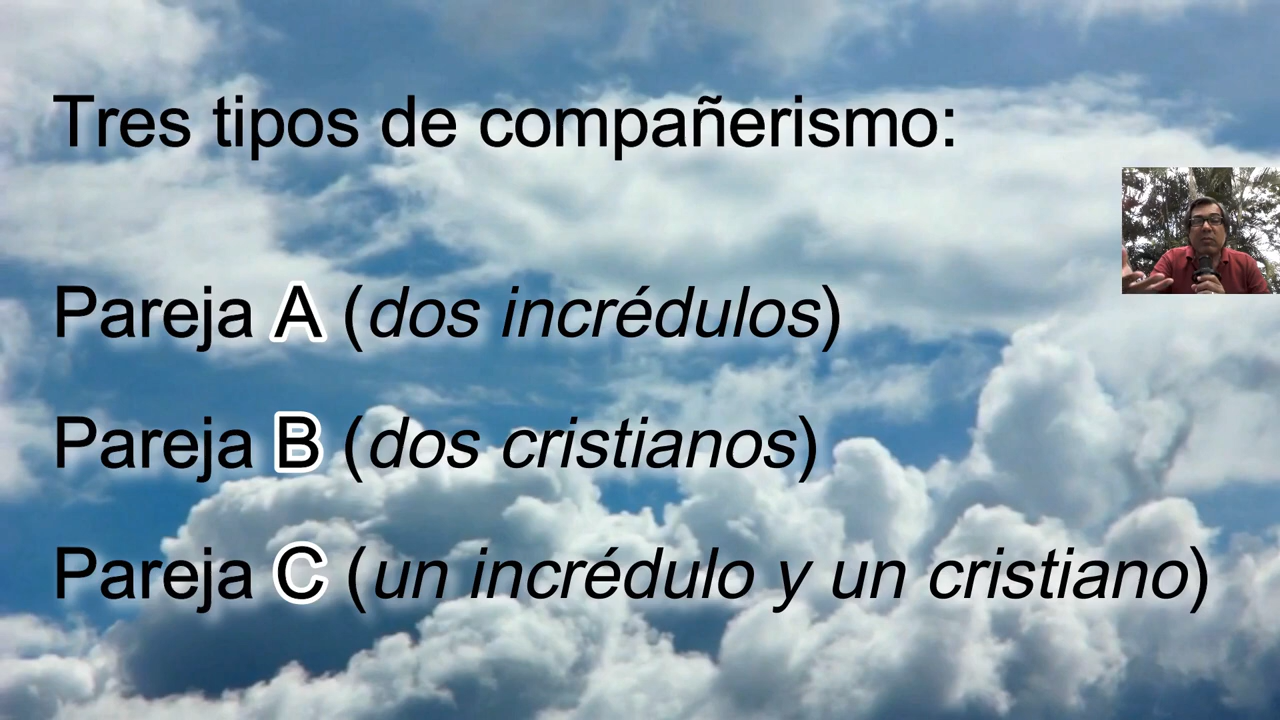 Tres tipos de compañerismo:
Pareja A (dos incrédulos)
Pareja B (dos cristianos)
Pareja C (un incrédulo y un cristiano)